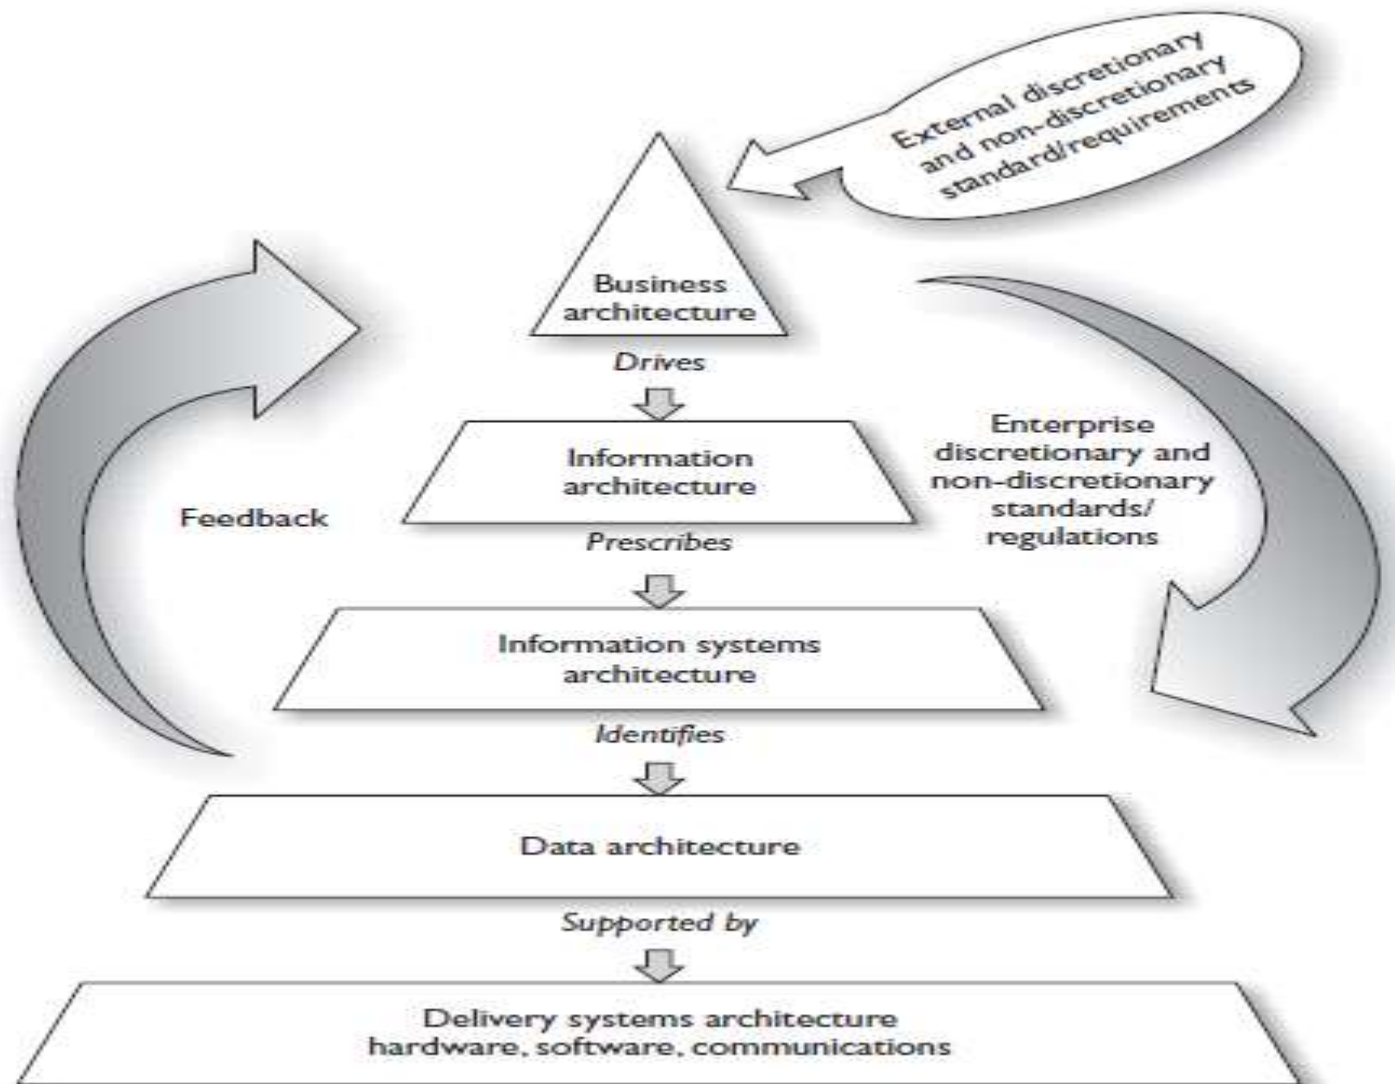 External discretionary
and non-discretionary
standard/requirements
Business
architecture
Drives
Information
architecture
Prescribes
Enterprise
discretionary and
non-discretionary
standards/
regulations
Feedback
Information systems
architecture
Identifies
Data architecture
Supported by
Delivery systems architecture
hardware, software, communications